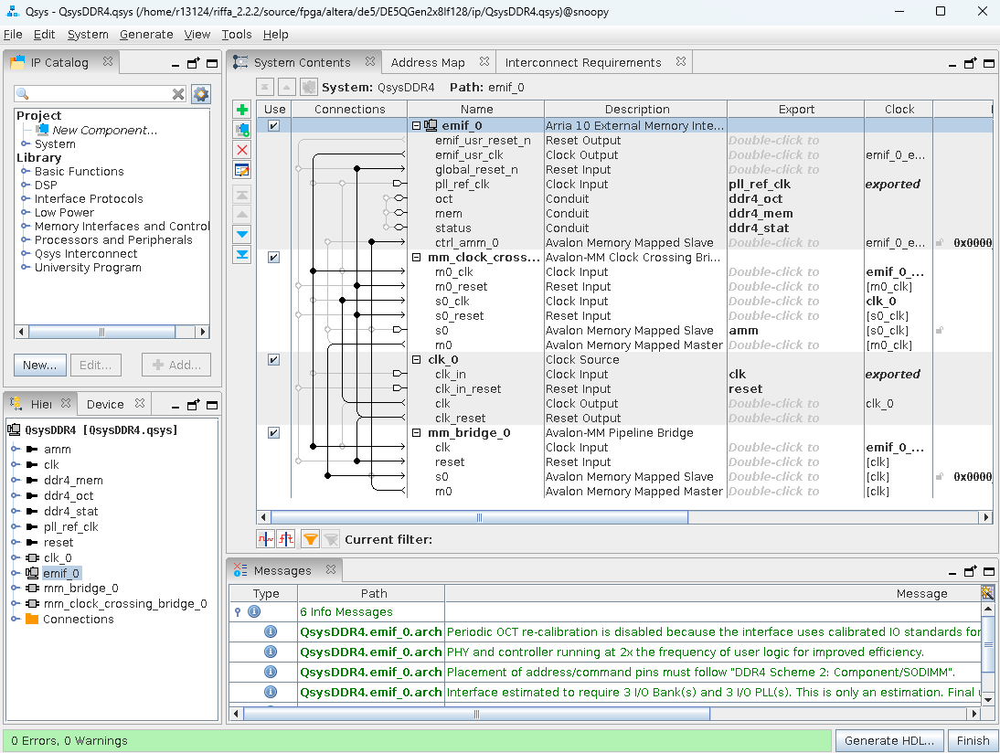 Qsys - QsysDDR4.qsys (/home/r13124/riffa_2.2.2/source/fpga/altera/de5/DE5QGen2x8If128/ip/QsysDDR4.qsys)@snoopy
File Edit System Generate View Tools Help
IP Catalog
Project
New Component...
System
Library
Basic Functions
DSP
Interface Protocols
Low Power
Memory Interfaces and Control
Processors and Peripherals
Qsys Interconnect
University Program
New... Edit... Add...
Hiei Device
QsysDDR4 [QsysDDR4.qsys]
amm
clk
ddr4_mem
ddr4_oct
ddr4_stat
pll_ref_clk
reset
clk_0
emif_0
mm_bridge_0
mm_clock_crossing_bridge_0
Connections
System Contents Address Map Interconnect Requirements
System: QsysDDR4 Path: emif_0
Use Connections Name Description Export Clock
emif_0 Arria 10 External Memory Inte...
emif_usr_reset_n Reset Output Double-click to
emif_usr_clk Clock Output Double-click to emif_0_e...
global_reset_n Reset Input Double-click to
pll_ref_clk Clock Input pll_ref_clk exported
oct Conduit ddr4_oct
mem Conduit ddr4_mem
status Conduit ddr4_stat
ctrl_amm_0 Avalon Memory Mapped Slave Double-click to emif_0_e... 0x0000
mm_clock_cross... Avalon-MM Clock Crossing Bri...
m0_clk Clock Input Double-click to emif_0_...
m0_reset Reset Input Double-click to [m0_clk]
s0_clk Clock Input Double-click to clk_0
s0_reset Reset Input Double-click to [s0_clk]
s0 Avalon Memory Mapped Slave amm [s0_clk]
m0 Avalon Memory Mapped Master Double-click to [m0_clk]
clk_0 Clock Source
clk_in Clock Input clk exported
clk_in_reset Reset Input reset
clk Clock Output Double-click to clk_0
clk_reset Reset Output Double-click to
mm_bridge_0 Avalon-MM Pipeline Bridge
clk Clock Input Double-click to emif_0_...
reset Reset Input Double-click to [clk]
s0 Avalon Memory Mapped Slave Double-click to [clk] 0x0000
m0 Avalon Memory Mapped Master Double-click to [clk]
Current filter:
Messages
Type Path Message
6 Info Messages
QsysDDR4.emif_0.arch Periodic OCT re-calibration is disabled because the interface uses calibrated IO standards for
QsysDDR4.emif_0.arch PHY and controller running at 2x the frequency of user logic for improved efficiency.
QsysDDR4.emif_0.arch Placement of address/command pins must follow "DDR4 Scheme 2: Component/SODIMM".
QsysDDR4.emif_0.arch Interface estimated to require 3 I/O Bank(s) and 3 I/O PLL(s). This is only an estimation. Final
0 Errors, 0 Warnings
Generate HDL... Finish